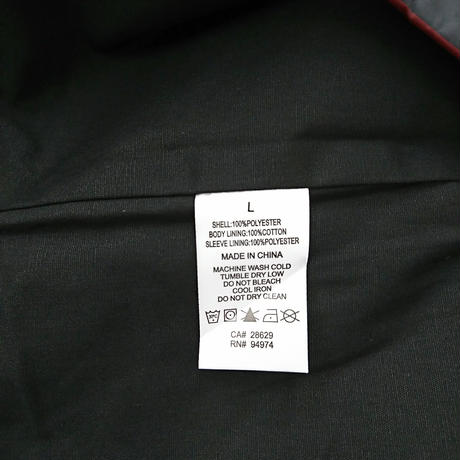 L
SHELL:100%POLYESTER
BODY LINING:100%COTTON
SLEEVE LINING:100%POLYESTER
MADE IN CHINA
MACHINE WASH COLD
TUMBLE DRY LOW
DO NOT BLEACH
COOL IRON
DO NOT DRY CLEAN
CA# 28629
RN# 94974